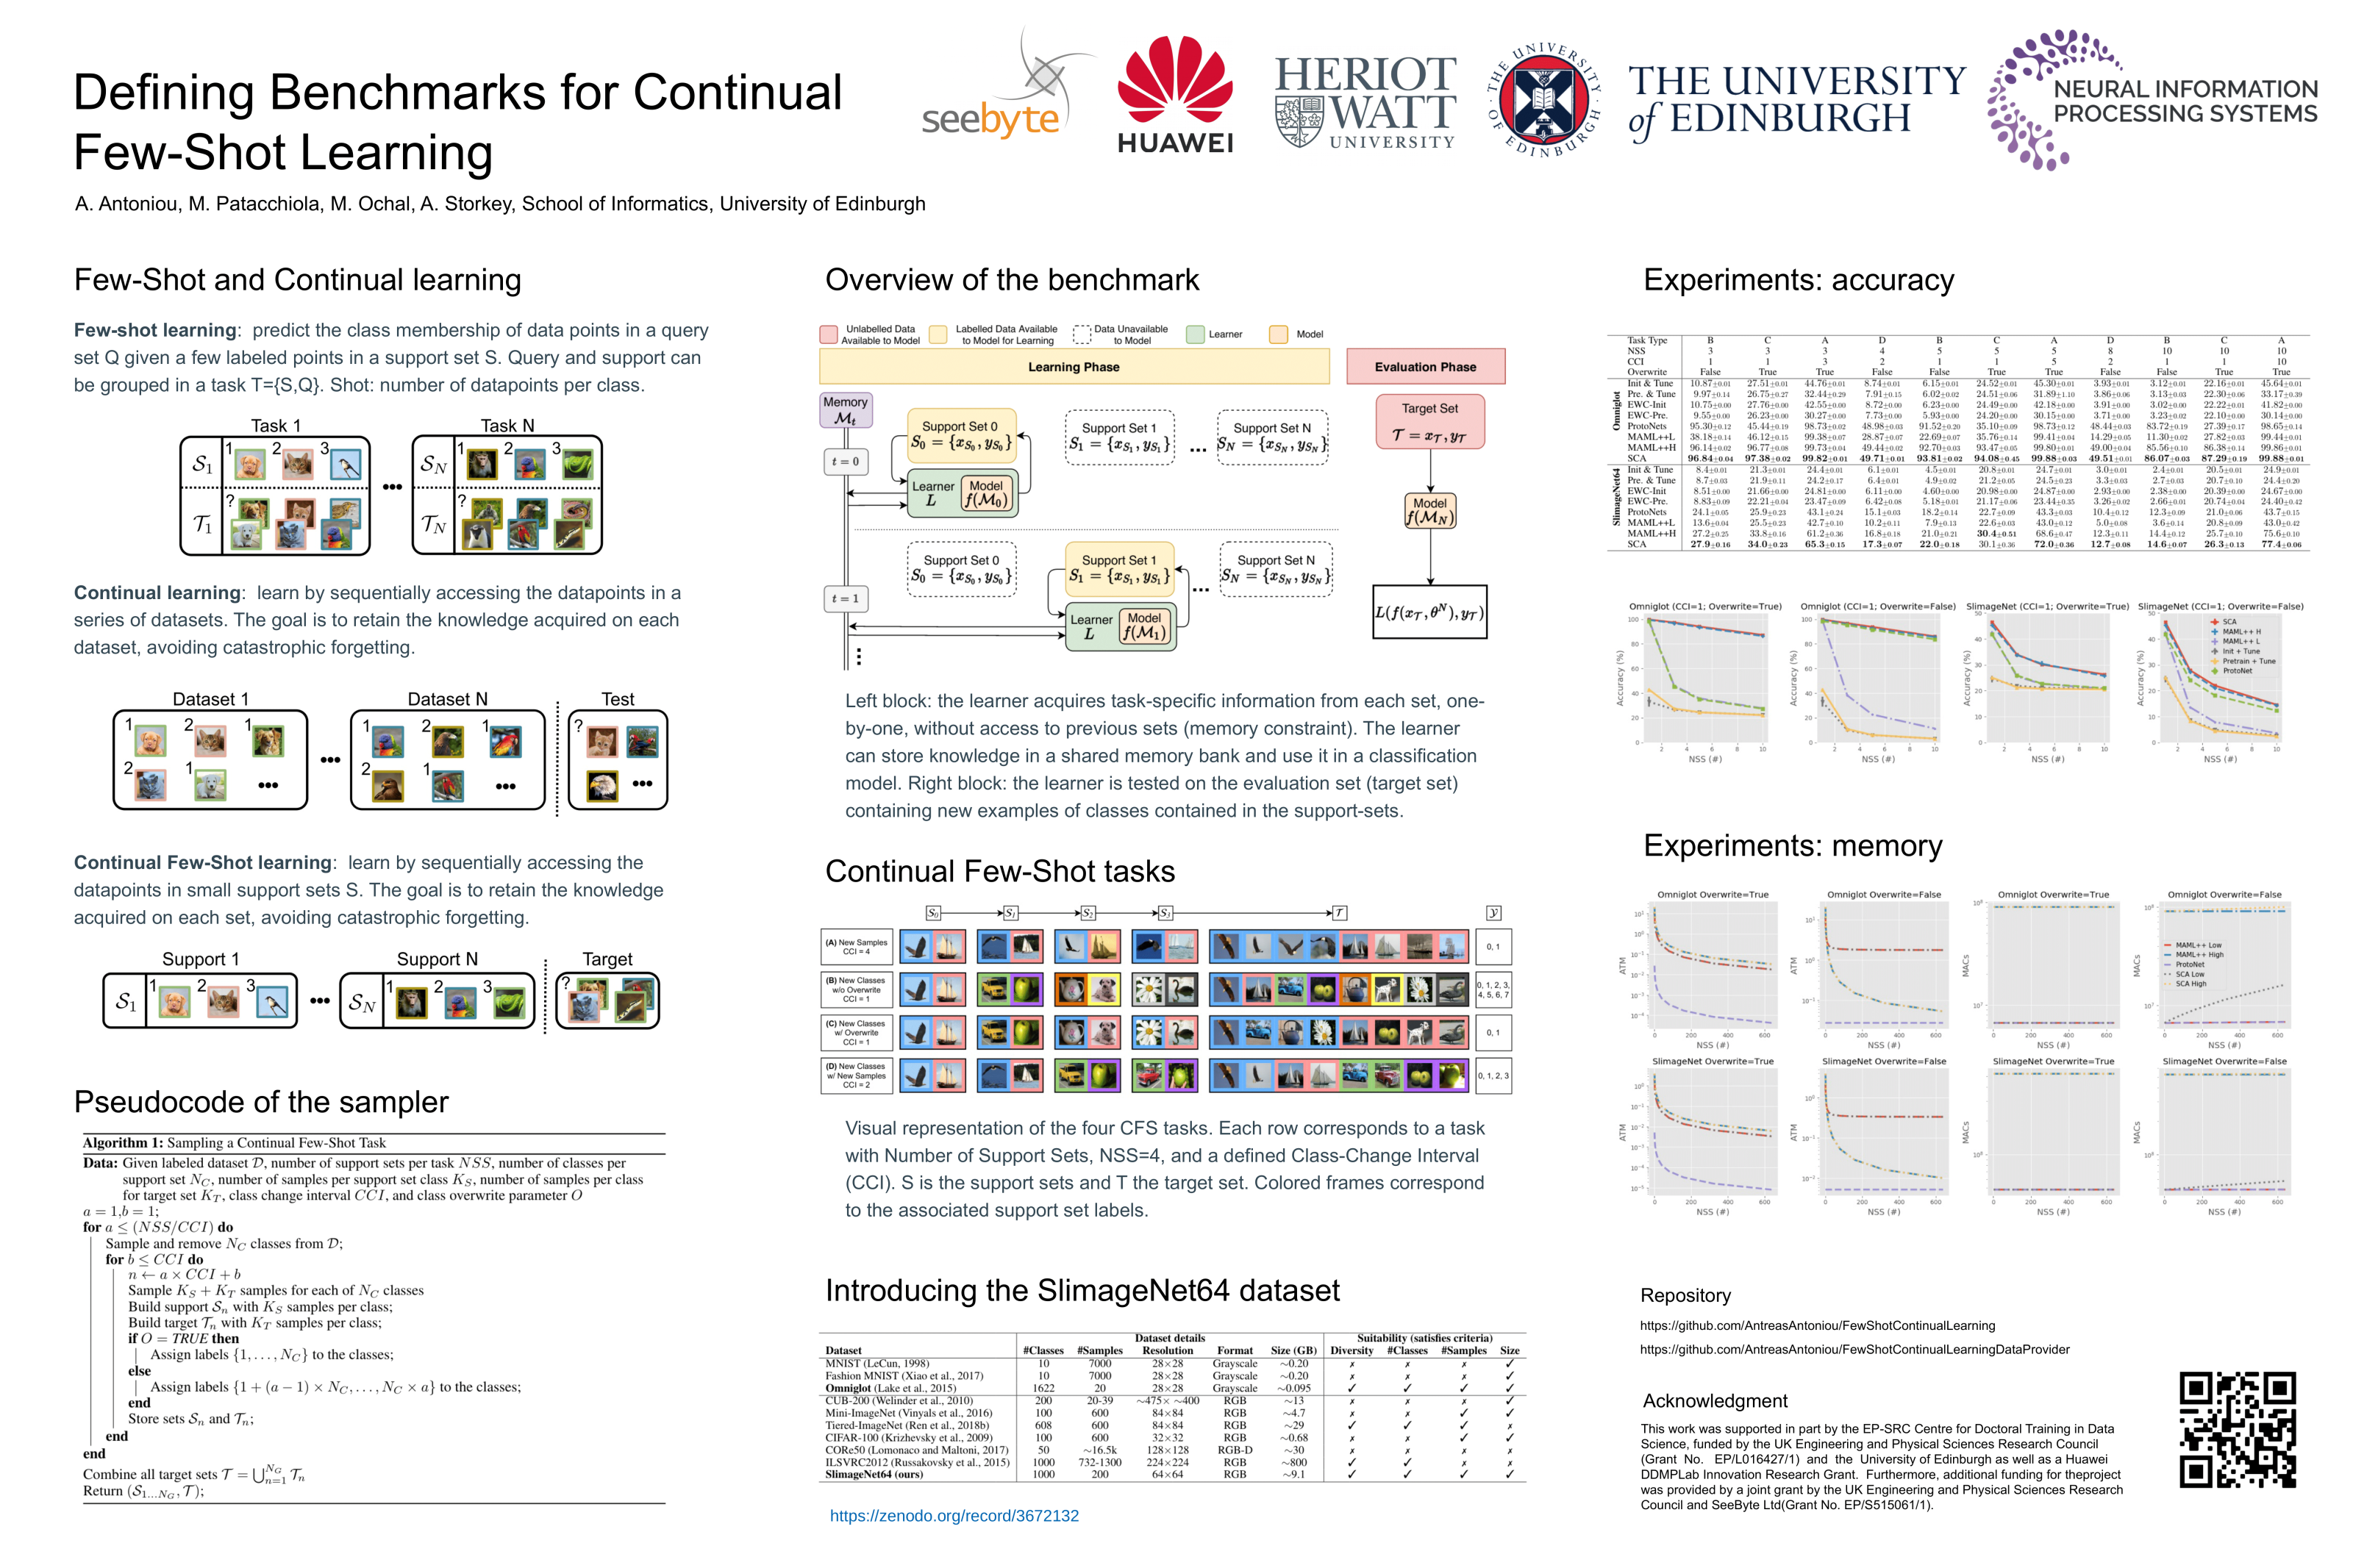 Defining Benchmarks for Continual
Few-Shot Learning
A. Antoniou, M. Patacchiola, M. Ochal, A. Storkey, School of Informatics, University of Edinburgh
seebyte
HUAWEI
HERIOT
WATT
UNIVERSITY
THE UNIVERSITY OF EDINBURGH
THE UNIVERSITY
of EDINBURGH
NEURAL INFORMATION
PROCESSING SYSTEMS
Few-Shot and Continual learning
Few-shot learning: predict the class membership of data points in a query
set Q given a few labeled points in a support set S. Query and support can
be grouped in a task T={S,Q}. Shot: number of datapoints per class.
Task 1
Task N
S1 1 2 3
SN 1 2 3
T1 ?
TN ?
Continual learning: learn by sequentially accessing the datapoints in a
series of datasets. The goal is to retain the knowledge acquired on each
dataset, avoiding catastrophic forgetting.
Dataset 1
Dataset N
Test
1 2 1
1 2 1
?
2 1
2 1
Continual Few-Shot learning: learn by sequentially accessing the
datapoints in small support sets S. The goal is to retain the knowledge
acquired on each set, avoiding catastrophic forgetting.
Support 1
Support N
Target
S1 1 2 3
SN 1 2 3
?
Pseudocode of the sampler
Algorithm 1: Sampling a Continual Few-Shot Task
Data: Given labeled dataset D, number of support sets per task NSS, number of classes per
support set N_C, number of samples per support set class K_S, number of samples per class
for target set K_T, class change interval CCI, and class overwrite parameter O
a = 1,b = 1;
for a ≤ (NSS/CCI) do
Sample and remove N_C classes from D;
for b ≤ CCI do
n ← a × CCI + b
Sample K_S + K_T samples for each of N_C classes
Build support S_n with K_S samples per class;
Build target T_n with K_T samples per class;
if O = TRUE then
Assign labels {1, . . . , N_C} to the classes;
else
Assign labels {1 + (a − 1) × N_C, . . . , N_C × a} to the classes;
end
Store sets S_n and T_n;
end
end
Combine all target sets T = ⋃_{n=1}^{N_G} T_n
Return (S_{1...N_G}, T);
Overview of the benchmark
Unlabelled Data
Available to Model
Labelled Data Available
to Model for Learning
Data Unavailable
to Model
Learner
Model
Learning Phase
Evaluation Phase
Memory
M_t
Support Set 0
S_0 = {x_{S_0}, y_{S_0}}
Support Set 1
S_1 = {x_{S_1}, y_{S_1}}
...
Support Set N
S_N = {x_{S_N}, y_{S_N}}
Target Set
T = x_T, y_T
t = 0
Learner
L
Model
f(M_0)
Model
f(M_N)
Support Set 0
S_0 = {x_{S_0}, y_{S_0}}
Support Set 1
S_1 = {x_{S_1}, y_{S_1}}
...
Support Set N
S_N = {x_{S_N}, y_{S_N}}
t = 1
Learner
L
Model
f(M_1)
L(f(x_T, θ^N), y_T)
Left block: the learner acquires task-specific information from each set, one-
by-one, without access to previous sets (memory constraint). The learner
can store knowledge in a shared memory bank and use it in a classification
model. Right block: the learner is tested on the evaluation set (target set)
containing new examples of classes contained in the support-sets.
Continual Few-Shot tasks
S0 S1 S2 S3 T Y
(A) New Samples
CCI = 4
0, 1
(B) New Classes
w/o Overwrite
CCI = 1
0, 1, 2, 3,
4, 5, 6, 7
(C) New Classes
w/ Overwrite
CCI = 1
0, 1
(D) New Classes
w/ New Samples
CCI = 2
0, 1, 2, 3
Visual representation of the four CFS tasks. Each row corresponds to a task
with Number of Support Sets, NSS=4, and a defined Class-Change Interval
(CCI). S is the support sets and T the target set. Colored frames correspond
to the associated support set labels.
Introducing the SlimageNet64 dataset
Dataset details Suitability (satisfies criteria)
Dataset #Classes #Samples Resolution Format Size (GB) Diversity #Classes #Samples Size
MNIST (LeCun, 1998) 10 7000 28×28 Grayscale ~0.20 ✗ ✗ ✗ ✓
Fashion MNIST (Xiao et al., 2017) 10 7000 28×28 Grayscale ~0.20 ✗ ✗ ✗ ✓
Omniglot (Lake et al., 2015) 1622 20 28×28 Grayscale ~0.095 ✓ ✓ ✓ ✓
CUB-200 (Welinder et al., 2010) 200 20-39 ~475× ~400 RGB ~13 ✗ ✗ ✗ ✓
Mini-ImageNet (Vinyals et al., 2016) 100 600 84×84 RGB ~4.7 ✗ ✗ ✓ ✓
Tiered-ImageNet (Ren et al., 2018b) 608 600 84×84 RGB ~29 ✓ ✓ ✓ ✗
CIFAR-100 (Krizhevsky et al., 2009) 100 600 32×32 RGB ~0.68 ✗ ✗ ✓ ✓
CORe50 (Lomonaco and Maltoni, 2017) 50 ~16.5k 128×128 RGB-D ~30 ✗ ✗ ✗ ✗
ILSVRC2012 (Russakovsky et al., 2015) 1000 732-1300 224×224 RGB ~800 ✓ ✓ ✗ ✗
SlimageNet64 (ours) 1000 200 64×64 RGB ~9.1 ✓ ✓ ✓ ✓
https://zenodo.org/record/3672132
Experiments: accuracy
Task Type B C A D B C A D B C A
NSS 3 3 3 4 5 5 5 8 10 10 10
CCI 1 1 3 2 1 1 5 2 1 1 10
Overwrite False True True False False True True False False True True
Omniglot
Init & Tune 10.87±0.01 27.51±0.01 44.76±0.01 8.74±0.01 6.15±0.01 24.52±0.01 45.30±0.01 3.93±0.01 3.12±0.01 22.16±0.01 45.64±0.01
Pre. & Tune 9.97±0.14 26.75±0.27 32.44±0.29 7.91±0.15 6.02±0.02 24.51±0.06 31.89±1.10 3.86±0.06 3.13±0.03 22.30±0.06 33.17±0.39
EWC-Init 10.75±0.00 27.76±0.00 42.55±0.00 8.72±0.00 6.23±0.00 24.49±0.00 42.18±0.00 3.91±0.00 3.02±0.00 22.22±0.01 41.82±0.00
EWC-Pre. 9.55±0.00 26.23±0.00 30.27±0.00 7.73±0.00 5.93±0.00 24.20±0.00 30.15±0.00 3.71±0.00 3.23±0.02 22.10±0.00 30.14±0.00
ProtoNets 95.30±0.12 45.44±0.19 98.73±0.02 48.98±0.03 91.52±0.20 35.10±0.09 98.73±0.12 48.44±0.03 83.72±0.19 27.39±0.17 98.65±0.14
MAML++L 38.18±0.14 46.12±0.15 99.38±0.07 28.87±0.07 22.69±0.07 35.76±0.14 99.41±0.04 14.29±0.05 11.30±0.02 27.82±0.03 99.44±0.01
MAML++H 96.14±0.02 96.77±0.08 99.73±0.04 49.44±0.02 92.70±0.03 93.47±0.05 99.80±0.01 49.00±0.04 85.56±0.10 86.38±0.14 99.86±0.01
SCA 96.84±0.04 97.38±0.02 99.82±0.01 49.71±0.01 93.81±0.02 94.08±0.45 99.88±0.03 49.51±0.01 86.07±0.03 87.29±0.19 99.88±0.01
SlimageNet64
Init & Tune 8.4±0.01 21.3±0.01 24.4±0.01 6.1±0.01 4.5±0.01 20.8±0.01 24.7±0.01 3.0±0.01 2.4±0.01 20.5±0.01 24.9±0.01
Pre. & Tune 8.7±0.03 21.9±0.11 24.2±0.17 6.4±0.01 4.9±0.02 21.2±0.05 24.5±0.23 3.3±0.03 2.7±0.03 20.7±0.10 24.4±0.20
EWC-Init 8.51±0.00 21.66±0.00 24.81±0.00 6.11±0.00 4.60±0.00 20.98±0.00 24.87±0.00 2.93±0.00 2.38±0.00 20.39±0.00 24.67±0.00
EWC-Pre. 8.83±0.09 22.21±0.04 23.47±0.09 6.42±0.08 5.18±0.01 21.17±0.06 23.44±0.35 3.26±0.02 2.66±0.01 20.74±0.04 24.40±0.02
ProtoNets 24.1±0.05 25.9±0.23 43.1±0.24 15.1±0.03 18.2±0.14 22.7±0.09 43.3±0.03 10.4±0.12 12.3±0.09 21.0±0.06 43.7±0.15
MAML++L 13.6±0.04 25.5±0.23 42.7±0.10 10.2±0.11 7.9±0.13 22.6±0.03 43.0±0.12 5.0±0.08 3.6±0.14 20.8±0.09 43.0±0.42
MAML++H 27.2±0.25 33.8±0.16 61.2±0.36 16.8±0.18 21.0±0.21 30.4±0.51 68.6±0.47 12.3±0.11 14.4±0.12 25.7±0.10 75.6±0.10
SCA 27.9±0.16 34.0±0.23 65.3±0.15 17.3±0.07 22.0±0.18 30.1±0.36 72.0±0.36 12.7±0.08 14.6±0.07 26.3±0.13 77.4±0.06
Omniglot (CCI=1; Overwrite=True)
Omniglot (CCI=1; Overwrite=False)
SlimageNet (CCI=1; Overwrite=True)
SlimageNet (CCI=1; Overwrite=False)
Accuracy (%)
NSS (#)
SCA
MAML++ H
MAML++ L
Init + Tune
Pretrain + Tune
ProtoNet
Experiments: memory
Omniglot Overwrite=True
Omniglot Overwrite=False
Omniglot Overwrite=True
Omniglot Overwrite=False
ATM
MACs
MAML++ Low
MAML++ High
ProtoNet
SCA Low
SCA High
NSS (#)
SlimageNet Overwrite=True
SlimageNet Overwrite=False
SlimageNet Overwrite=True
SlimageNet Overwrite=False
ATM
MACs
NSS (#)
Repository
https://github.com/AntreasAntoniou/FewShotContinualLearning
https://github.com/AntreasAntoniou/FewShotContinualLearningDataProvider
Acknowledgment
This work was supported in part by the EP-SRC Centre for Doctoral Training in Data
Science, funded by the UK Engineering and Physical Sciences Research Council
(Grant No. EP/L016427/1) and the University of Edinburgh as well as a Huawei
DDMPLab Innovation Research Grant. Furthermore, additional funding for theproject
was provided by a joint grant by the UK Engineering and Physical Sciences Research
Council and SeeByte Ltd(Grant No. EP/S515061/1).